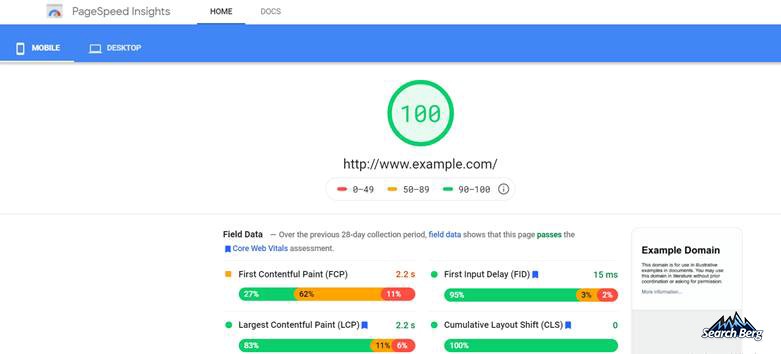 PageSpeed Insights
HOME
DOCS
MOBILE
DESKTOP
100
http://www.example.com/
0–49
50–89
90–100
Field Data — Over the previous 28-day collection period, field data shows that this page passes the
Core Web Vitals assessment.
First Contentful Paint (FCP)
2.2 s
27%
62%
11%
First Input Delay (FID)
15 ms
95%
3%
2%
Largest Contentful Paint (LCP)
2.2 s
83%
11%
6%
Cumulative Layout Shift (CLS)
0
100%
Example Domain
This domain is for use in illustrative
examples in documents. You may use
this domain in literature without prior
coordination or asking for permission.
More information...
Search Berg